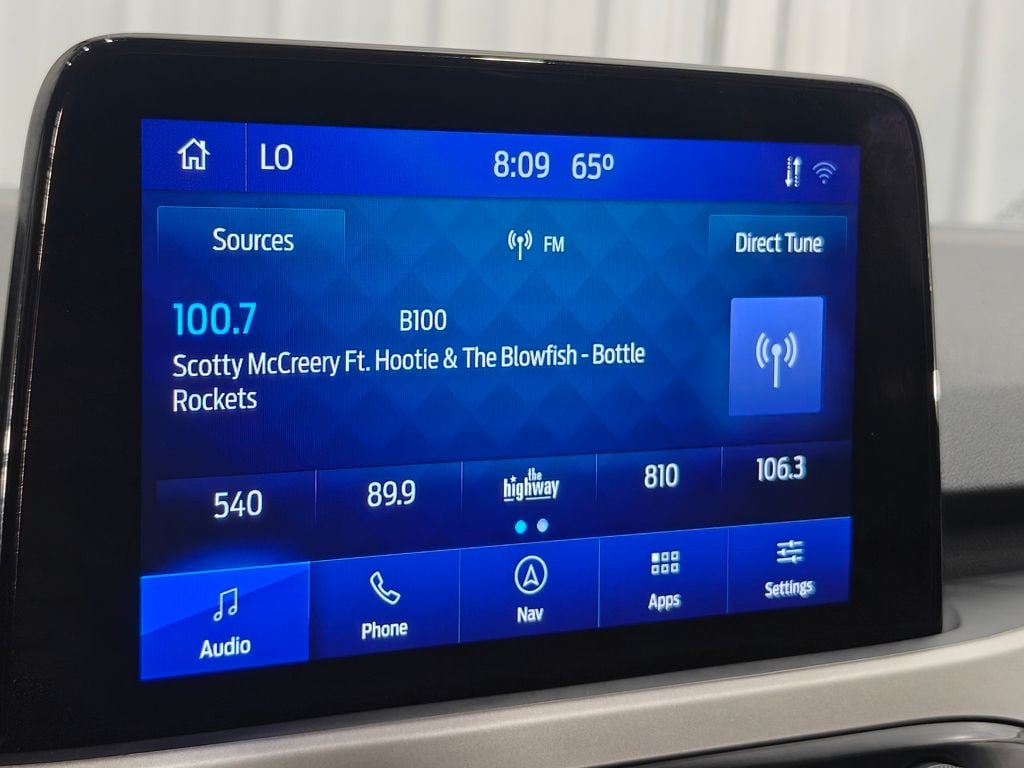 LO 8:09 65º
Sources FM Direct Tune
100.7 B100
Scotty McCreery Ft. Hootie & The Blowfish - Bottle
Rockets
540 89.9 the highway 810 106.3
Audio Phone Nav Apps Settings